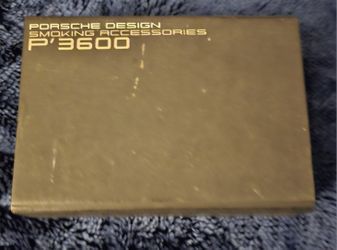 PORSCHE DESIGN
SMOKING ACCESSORIES
P'3600